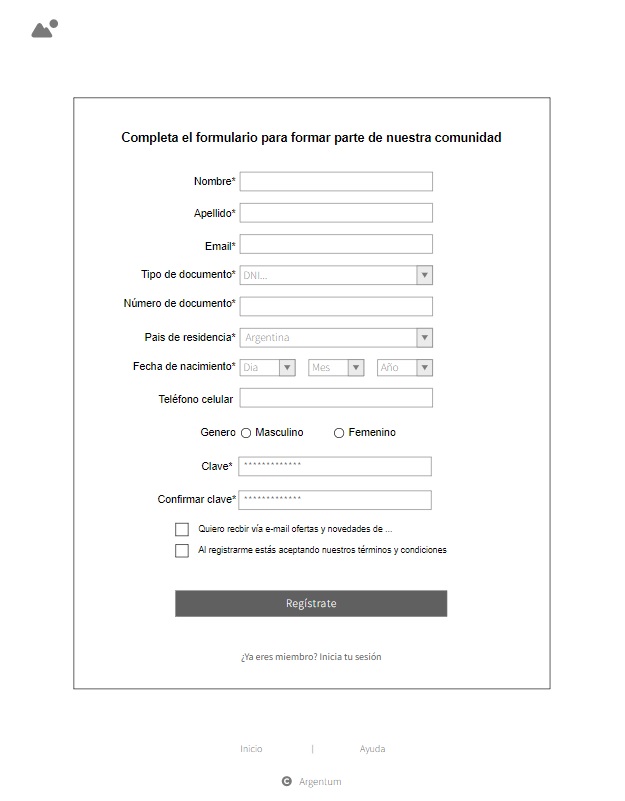 Completa el formulario para formar parte de nuestra comunidad
Nombre*
Apellido*
Email*
Tipo de documento* DNI...
Número de documento*
Pais de residencia* Argentina
Fecha de nacimiento* Dia Mes Año
Teléfono celular
Genero Masculino Femenino
Clave* *************
Confirmar clave* *************
Quiero recbir vía e-mail ofertas y novedades de ...
Al registrarme estás aceptando nuestros términos y condiciones
Regístrate
¿Ya eres miembro? Inicia tu sesión
Inicio | Ayuda
© Argentum